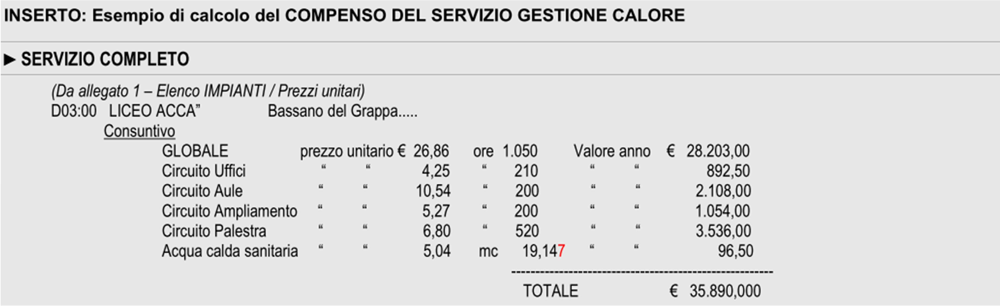 INSERTO: Esempio di calcolo del COMPENSO DEL SERVIZIO GESTIONE CALORE
► SERVIZIO COMPLETO
(Da allegato 1 – Elenco IMPIANTI / Prezzi unitari)
D03:00 LICEO ACCA” Bassano del Grappa.....
Consuntivo
GLOBALE prezzo unitario € 26,86 ore 1.050 Valore anno € 28.203,00
Circuito Uffici “ “ 4,25 “ 210 “ “ 892,50
Circuito Aule “ “ 10,54 “ 200 “ “ 2.108,00
Circuito Ampliamento “ “ 5,27 “ 200 “ “ 1.054,00
Circuito Palestra “ “ 6,80 “ 520 “ “ 3.536,00
Acqua calda sanitaria “ “ 5,04 mc 19,147 “ “ 96,50
-------------------------------------------------------
TOTALE € 35.890,000